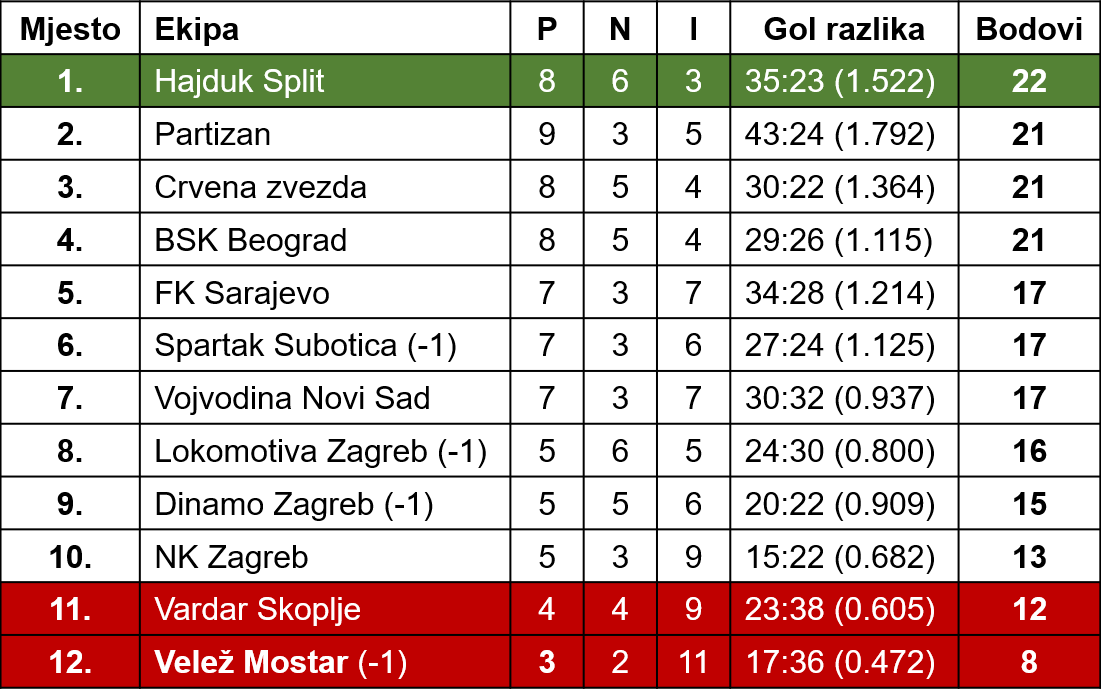 Mjesto Ekipa P N I Gol razlika Bodovi
1. Hajduk Split 8 6 3 35:23 (1.522) 22
2. Partizan 9 3 5 43:24 (1.792) 21
3. Crvena zvezda 8 5 4 30:22 (1.364) 21
4. BSK Beograd 8 5 4 29:26 (1.115) 21
5. FK Sarajevo 7 3 7 34:28 (1.214) 17
6. Spartak Subotica (-1) 7 3 6 27:24 (1.125) 17
7. Vojvodina Novi Sad 7 3 7 30:32 (0.937) 17
8. Lokomotiva Zagreb (-1) 5 6 5 24:30 (0.800) 16
9. Dinamo Zagreb (-1) 5 5 6 20:22 (0.909) 15
10. NK Zagreb 5 3 9 15:22 (0.682) 13
11. Vardar Skoplje 4 4 9 23:38 (0.605) 12
12. Velež Mostar (-1) 3 2 11 17:36 (0.472) 8